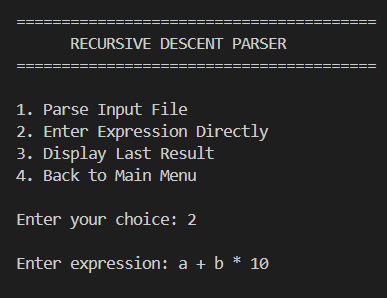 ========================================
RECURSIVE DESCENT PARSER
========================================
1. Parse Input File
2. Enter Expression Directly
3. Display Last Result
4. Back to Main Menu
Enter your choice: 2
Enter expression: a + b * 10